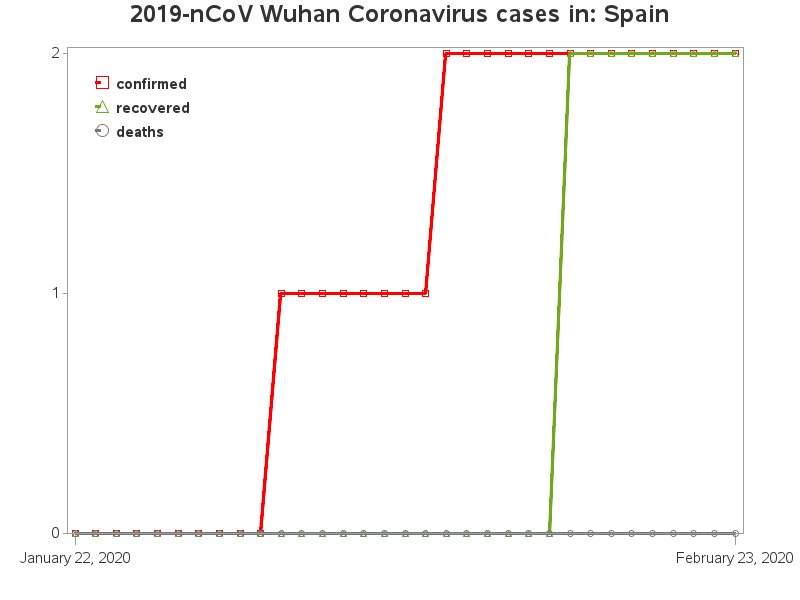 2019-nCoV Wuhan Coronavirus cases in: Spain
2
confirmed
recovered
deaths
1
0
January 22, 2020
February 23, 2020